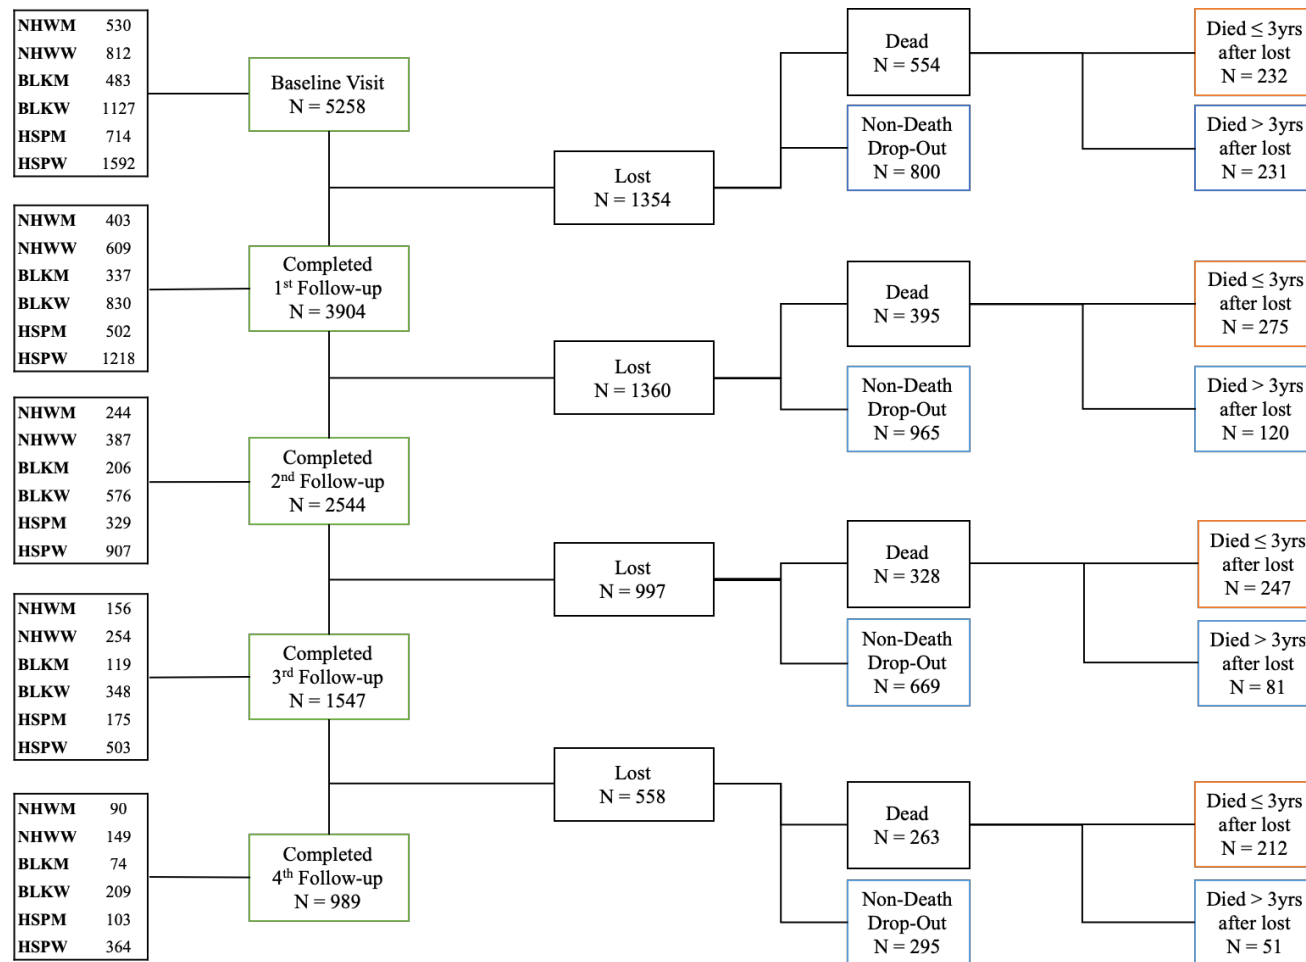 NHWM 530
NHWW 812
BLKM 483
BLKW 1127
HSPM 714
HSPW 1592
Baseline Visit
N = 5258
Lost
N = 1354
Dead
N = 554
Non-Death
Drop-Out
N = 800
Died ≤ 3yrs
after lost
N = 232
Died > 3yrs
after lost
N = 231
NHWM 403
NHWW 609
BLKM 337
BLKW 830
HSPM 502
HSPW 1218
Completed
1st Follow-up
N = 3904
Lost
N = 1360
Dead
N = 395
Non-Death
Drop-Out
N = 965
Died ≤ 3yrs
after lost
N = 275
Died > 3yrs
after lost
N = 120
NHWM 244
NHWW 387
BLKM 206
BLKW 576
HSPM 329
HSPW 907
Completed
2nd Follow-up
N = 2544
Lost
N = 997
Dead
N = 328
Non-Death
Drop-Out
N = 669
Died ≤ 3yrs
after lost
N = 247
Died > 3yrs
after lost
N = 81
NHWM 156
NHWW 254
BLKM 119
BLKW 348
HSPM 175
HSPW 503
Completed
3rd Follow-up
N = 1547
Lost
N = 558
Dead
N = 263
Non-Death
Drop-Out
N = 295
Died ≤ 3yrs
after lost
N = 212
Died > 3yrs
after lost
N = 51
NHWM 90
NHWW 149
BLKM 74
BLKW 209
HSPM 103
HSPW 364
Completed
4th Follow-up
N = 989